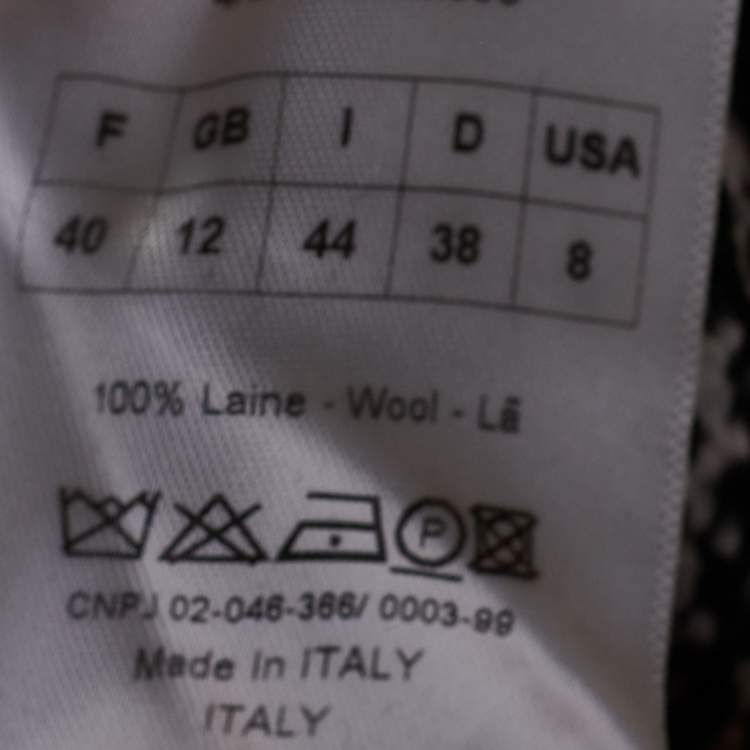 F GB I D USA
40 12 44 38 8
100% Laine - Wool - Lã
P
CNPJ 02-046-366/ 0003-99
Made in ITALY
ITALY